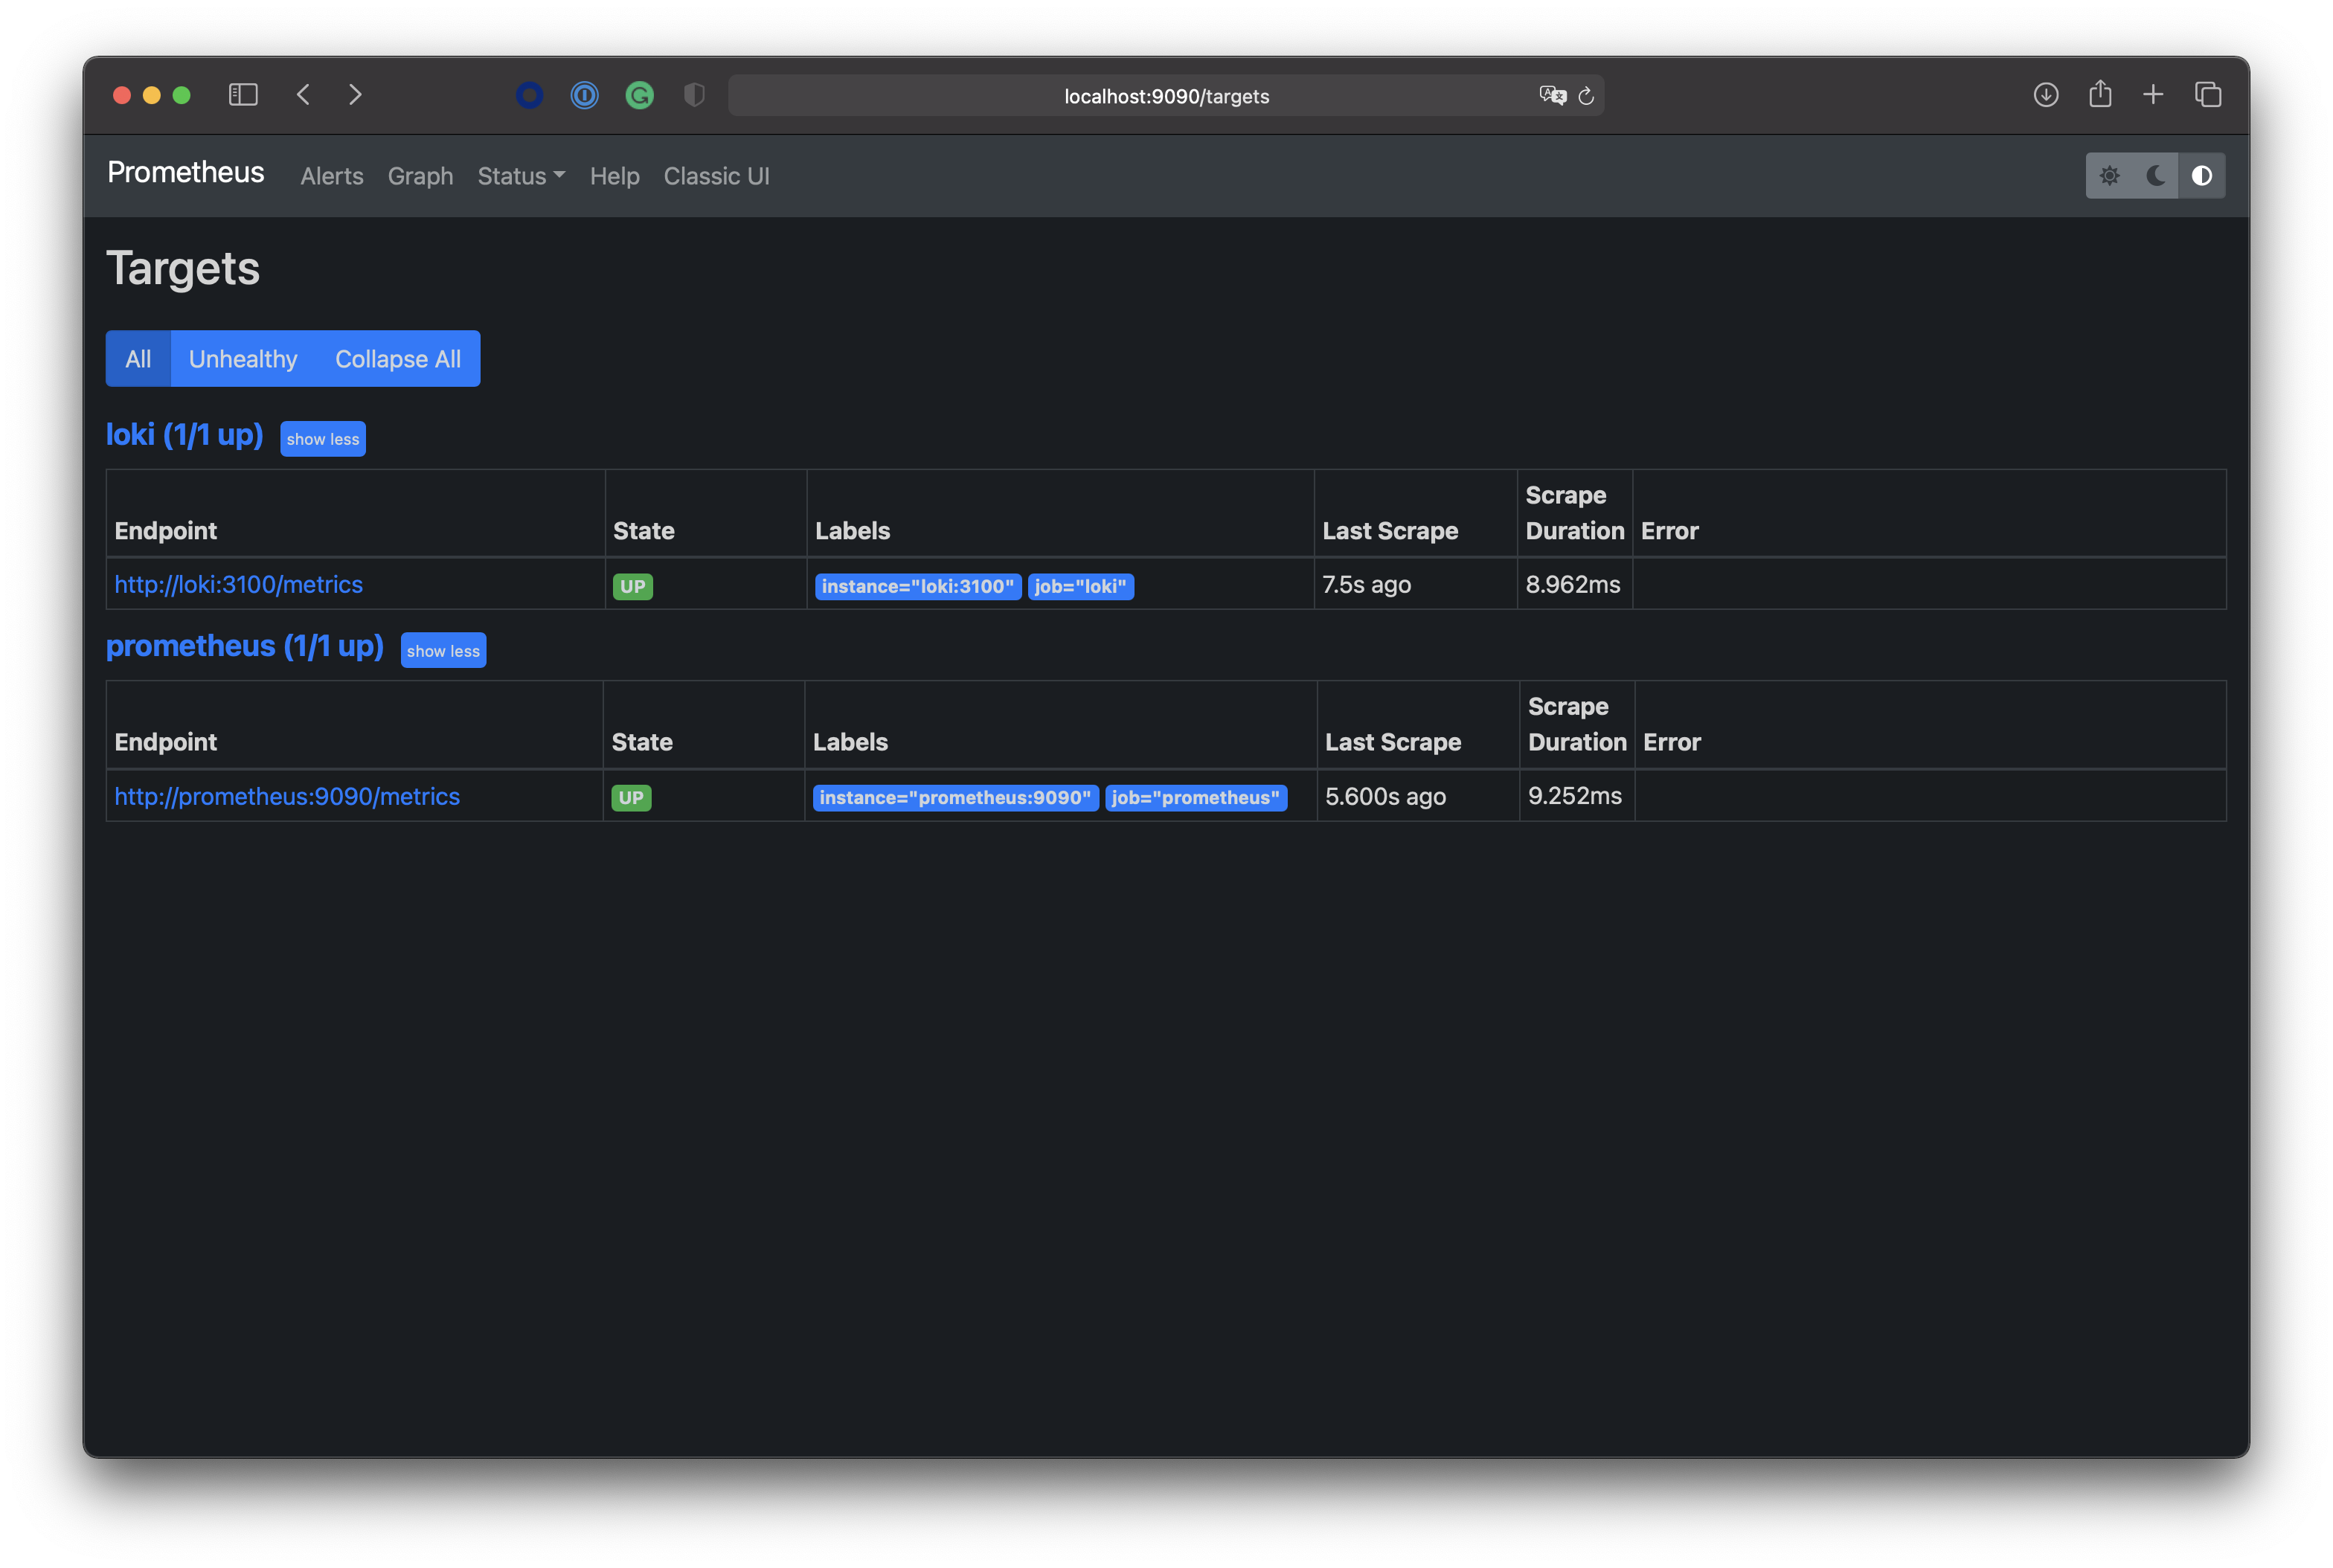 localhost:9090/targets
Prometheus Alerts Graph Status Help Classic UI
Targets
All Unhealthy Collapse All
loki (1/1 up) show less
Endpoint State Labels Last Scrape Scrape Duration Error
http://loki:3100/metrics UP instance="loki:3100" job="loki" 7.5s ago 8.962ms
prometheus (1/1 up) show less
Endpoint State Labels Last Scrape Scrape Duration Error
http://prometheus:9090/metrics UP instance="prometheus:9090" job="prometheus" 5.600s ago 9.252ms